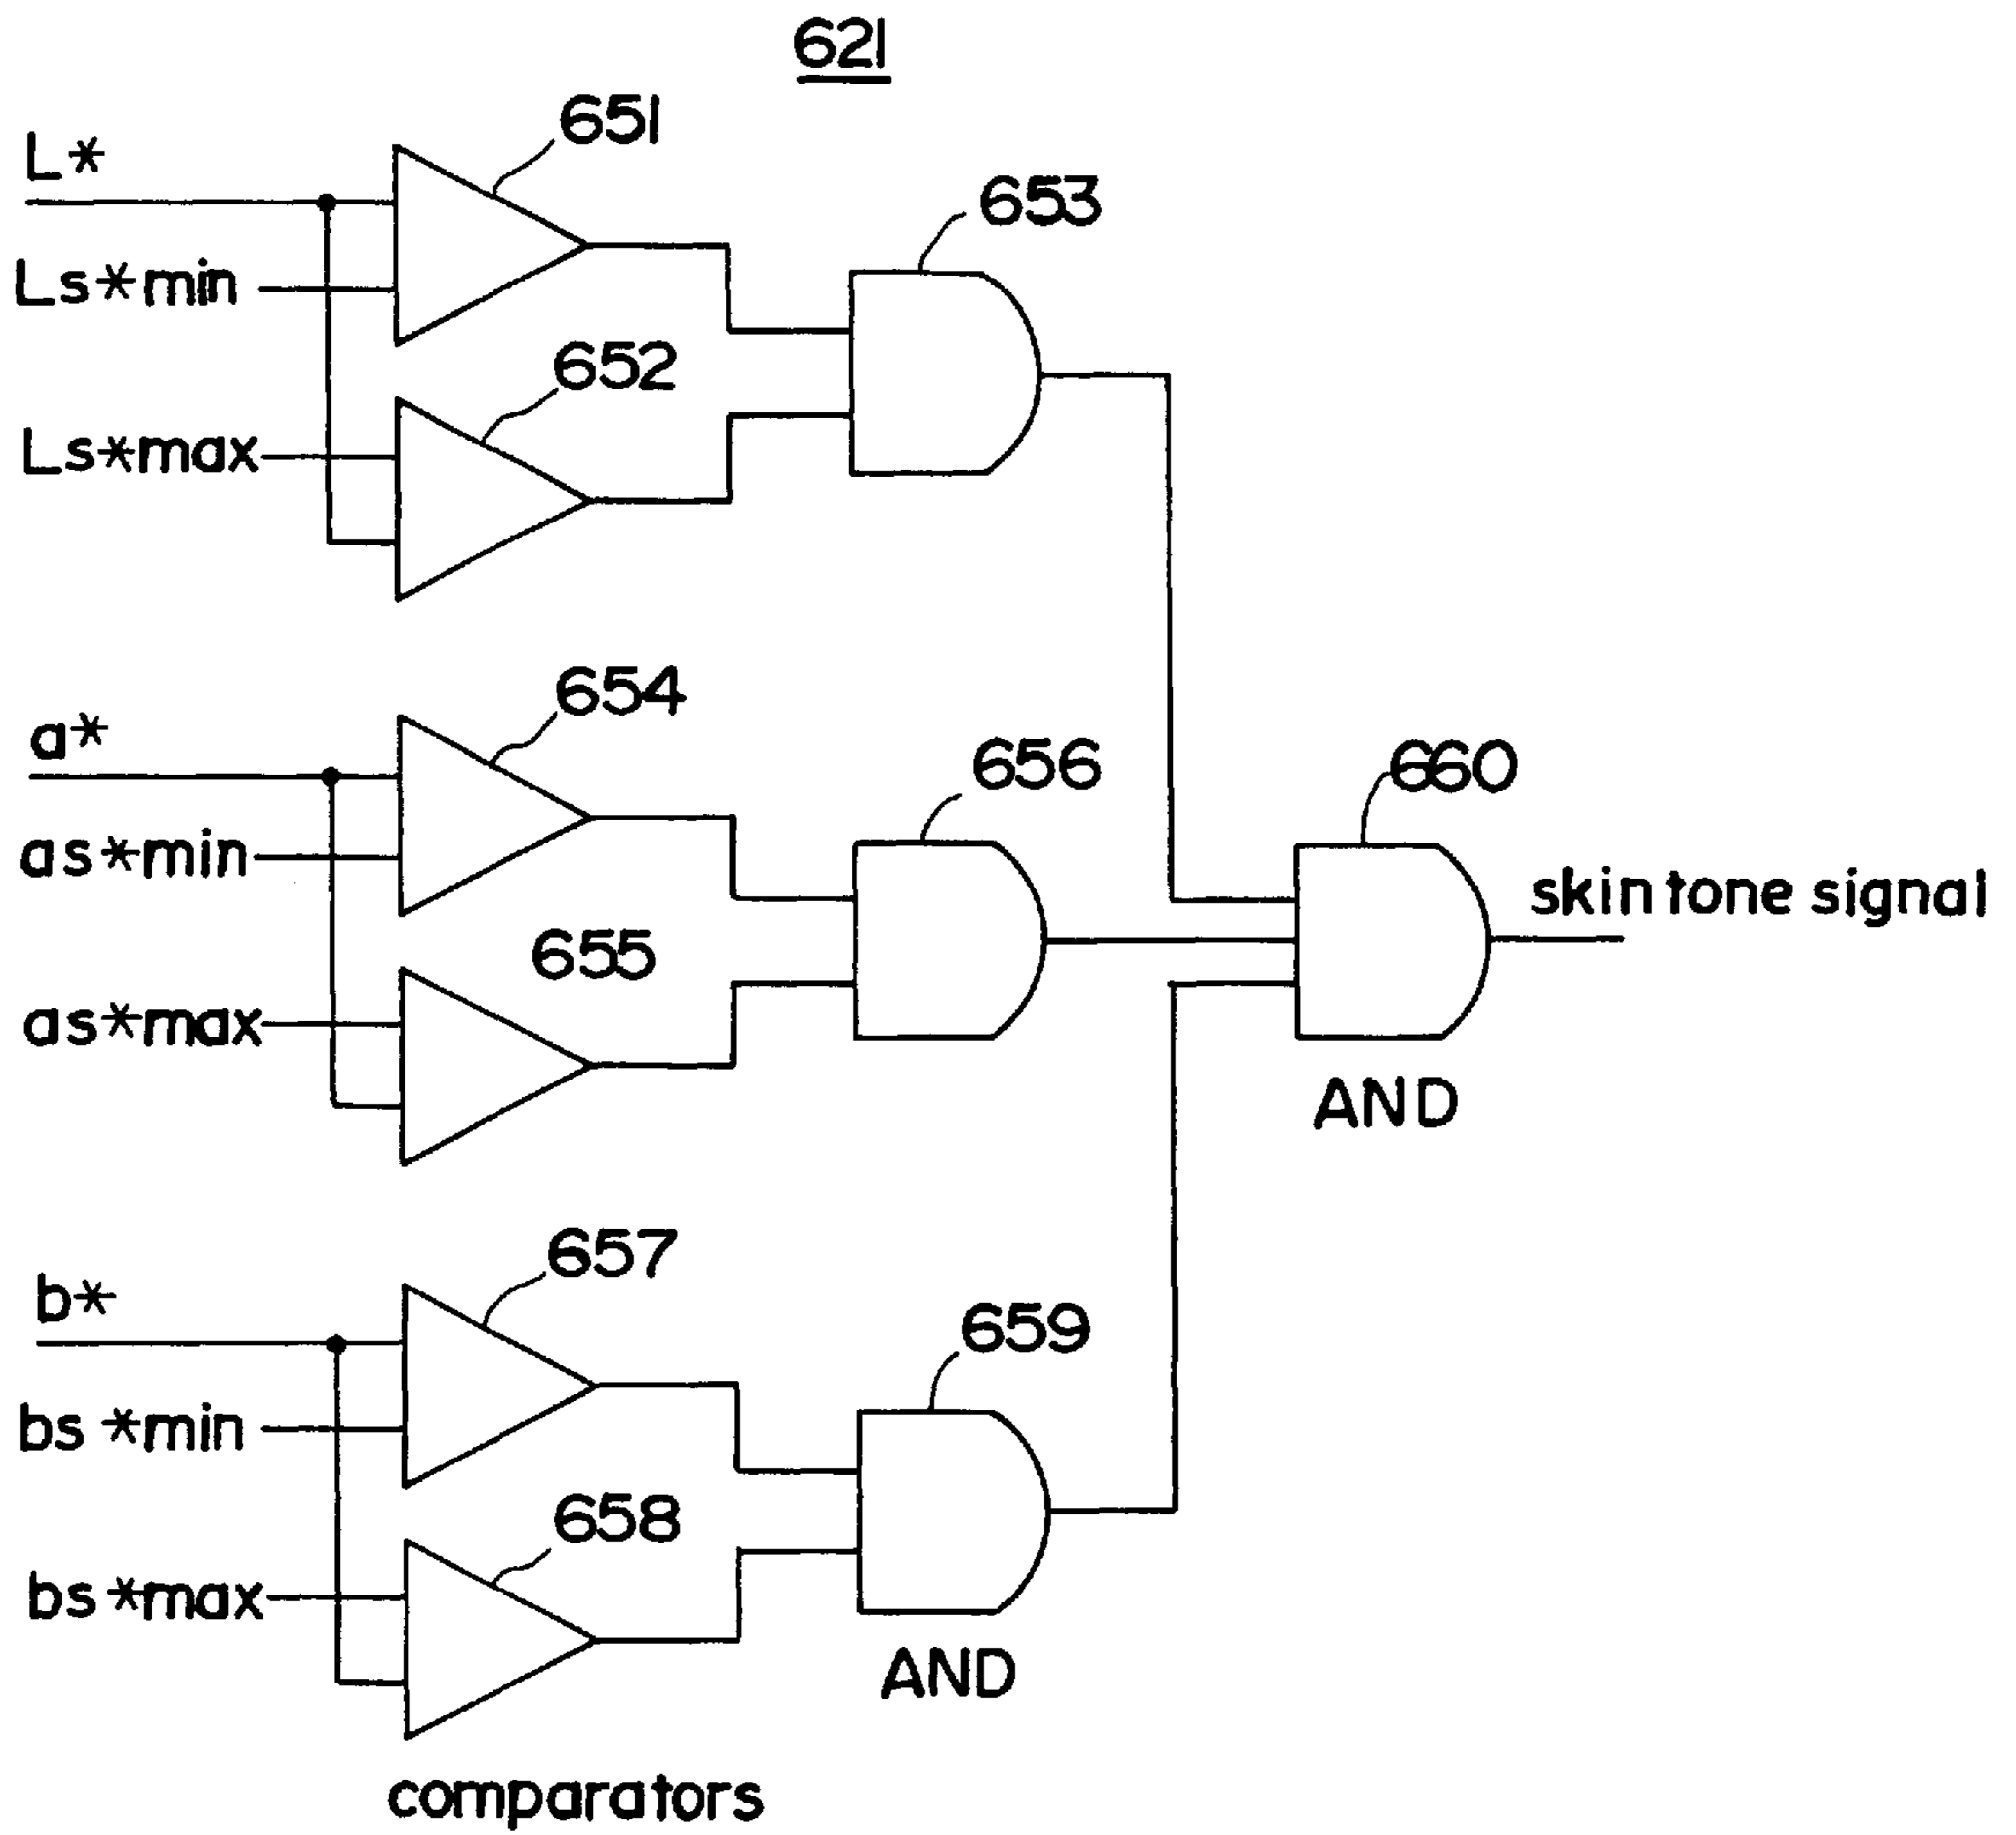 621
651
L*
653
Ls*min
652
Ls*max
654
a*
656
660
as*min
skin tone signal
655
as*max
AND
657
b*
659
bs *min
658
bs *max
AND
comparators